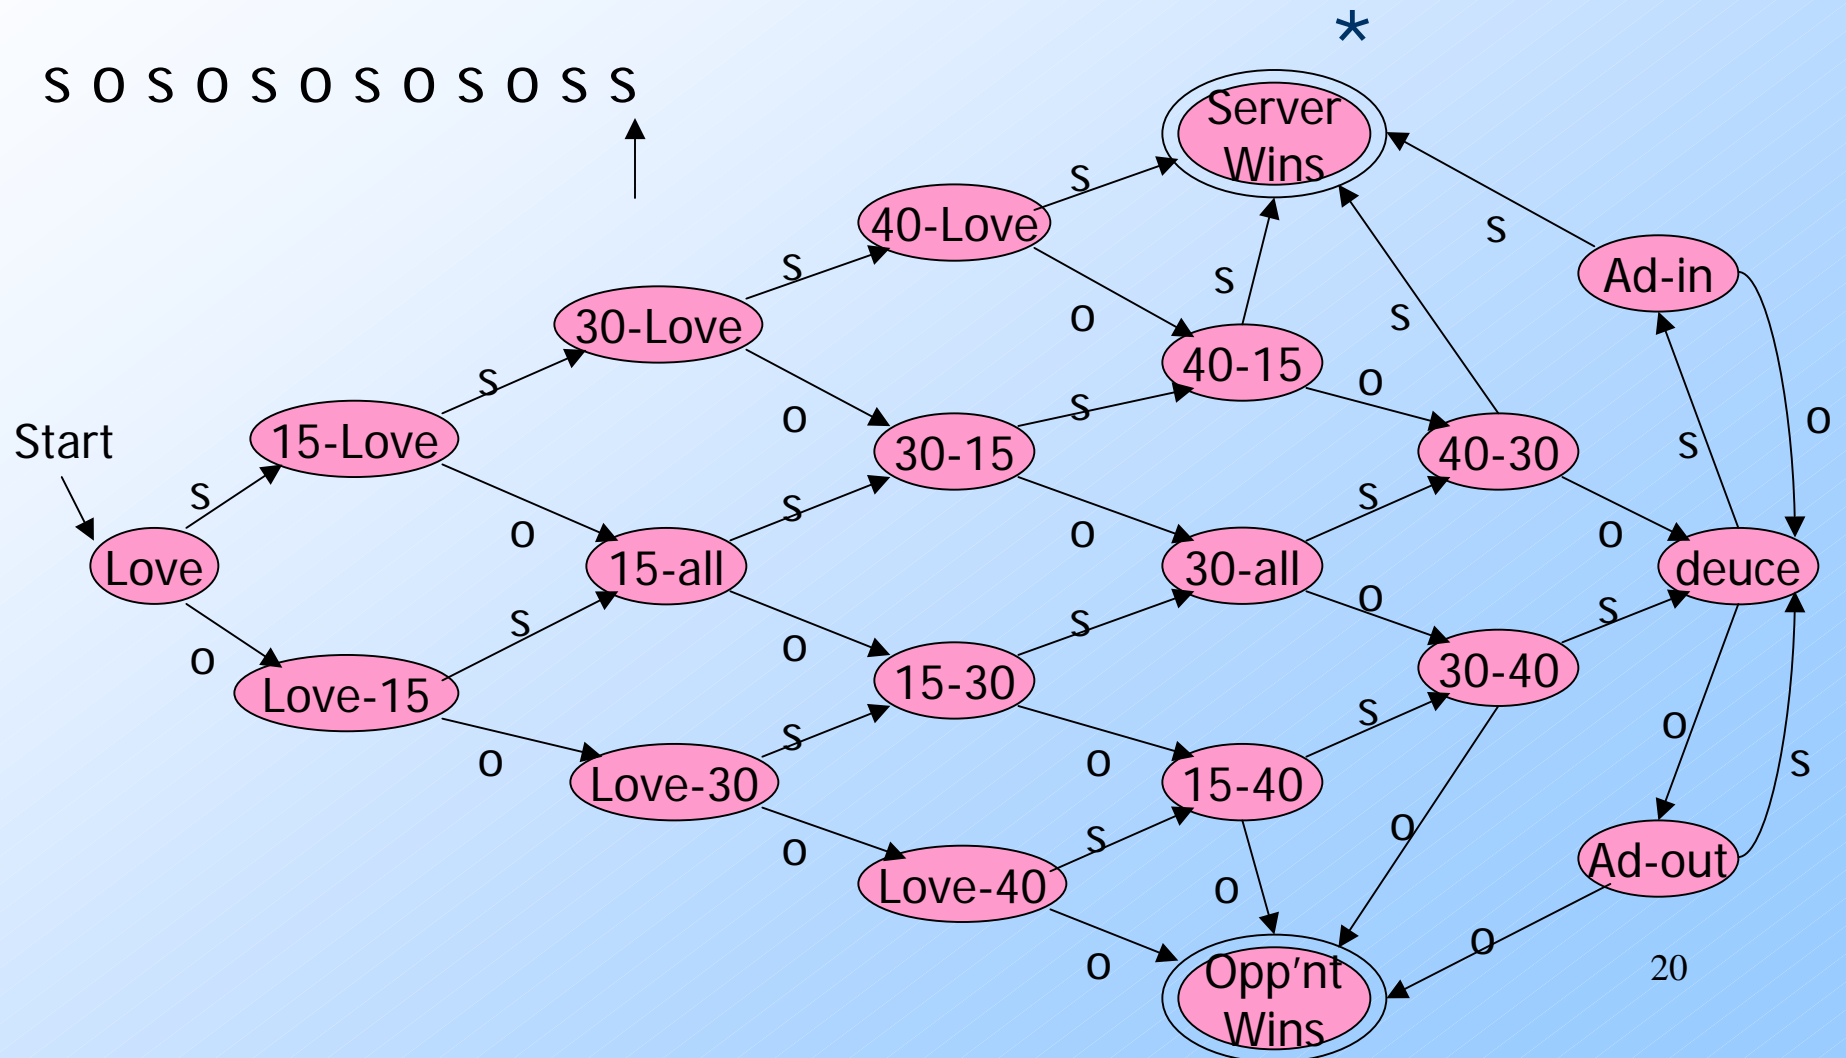 *
s o s o s o s o s o s s
Server
Wins
s
40-Love
s
Ad-in
s
s
o
s
30-Love
s
40-15
s
o
o
s
15-Love
o
s
40-30
s
Start
30-15
s
s
s
o
o
o
Love
15-all
30-all
deuce
s
s
o
s
o
o
o
s
Love-15
15-30
30-40
s
s
o
o
o
s
Love-30
15-40
o
s
o
Love-40
Ad-out
o
o
o
Opp'nt
Wins
20